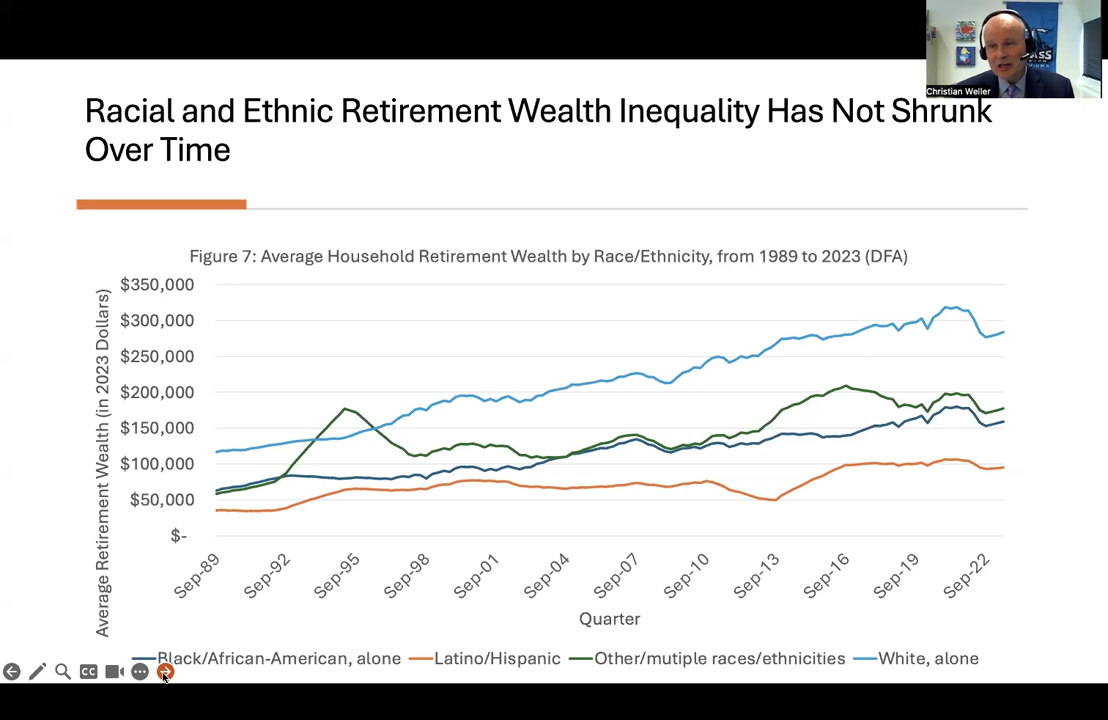 Christian Weller
Racial and Ethnic Retirement Wealth Inequality Has Not Shrunk
Over Time
Figure 7: Average Household Retirement Wealth by Race/Ethnicity, from 1989 to 2023 (DFA)
Average Retirement Wealth (in 2023 Dollars)
$350,000
$300,000
$250,000
$200,000
$150,000
$100,000
$50,000
$-
Sep-89
Sep-92
Sep-95
Sep-98
Sep-01
Sep-04
Sep-07
Sep-10
Sep-13
Sep-16
Sep-19
Sep-22
Quarter
Black/African-American, alone
Latino/Hispanic
Other/mutiple races/ethnicities
White, alone
CC